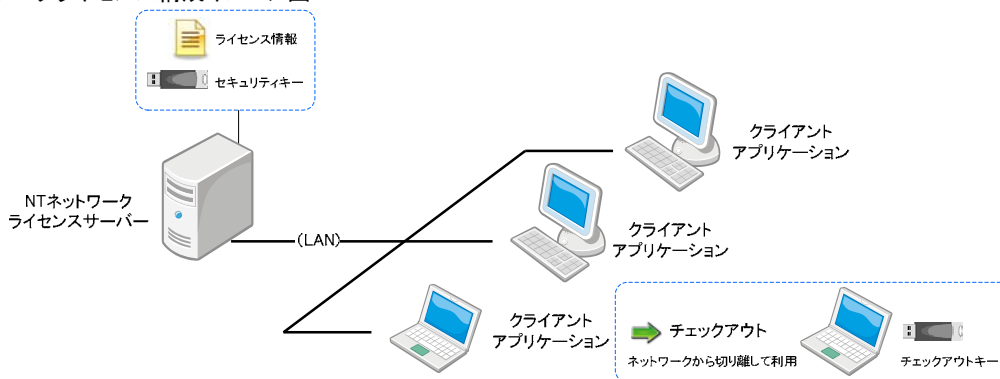 ライセンス情報
セキュリティキー
NTネットワーク
ライセンスサーバー
(LAN)
クライアント
アプリケーション
クライアント
アプリケーション
クライアント
アプリケーション
チェックアウト
ネットワークから切り離して利用
チェックアウトキー